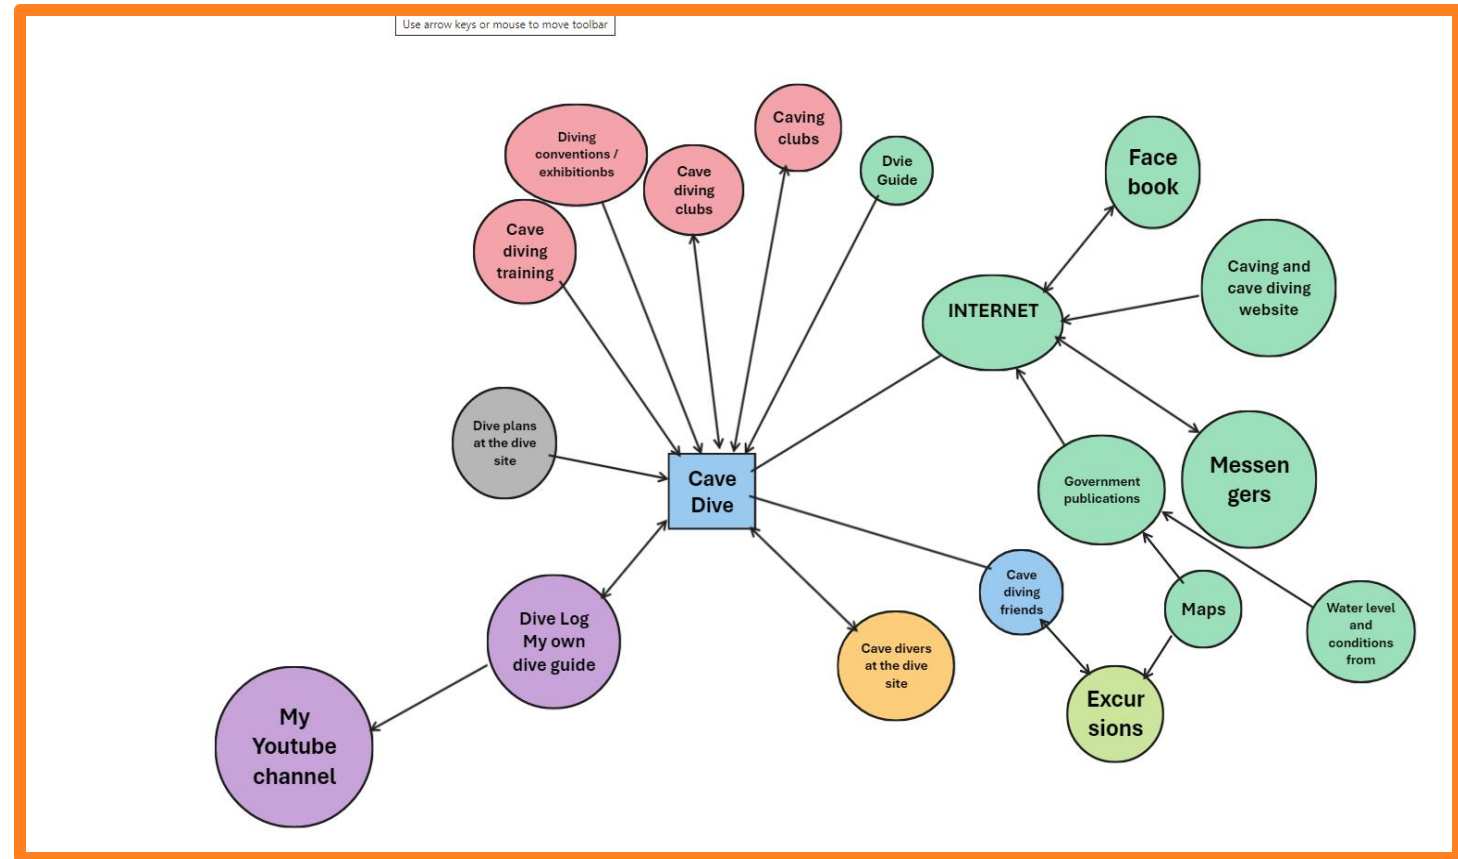 Use arrow keys or mouse to move toolbar
Diving
conventions /
exhibitionbs
Cave
diving
clubs
Caving
clubs
Dvie
Guide
Face
book
Cave
diving
training
Caving and
cave diving
website
INTERNET
Dive plans
at the dive
site
Cave
Dive
Government
publications
Messen
gers
Cave
diving
friends
Maps
Water level
and
conditions
from
Dive Log
My own
dive guide
Cave divers
at the dive
site
Excur
sions
My
Youtube
channel